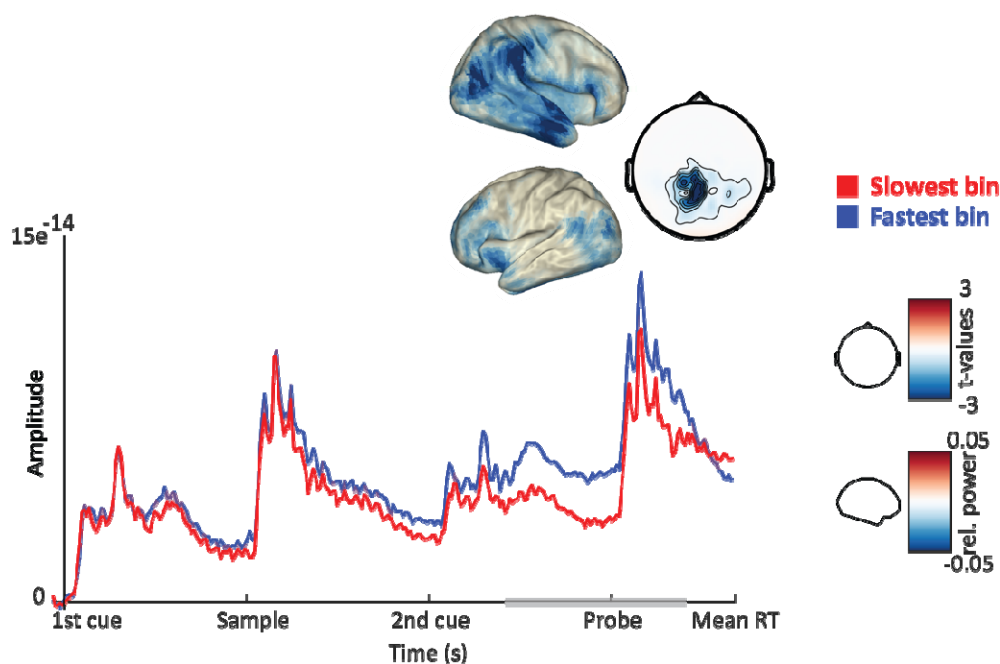 Slowest bin
Fastest bin
15e-14
Amplitude
0
1st cue
Sample
2nd cue
Probe
Mean RT
Time (s)
3
t-values
-3
0.05
rel. power
-0.05